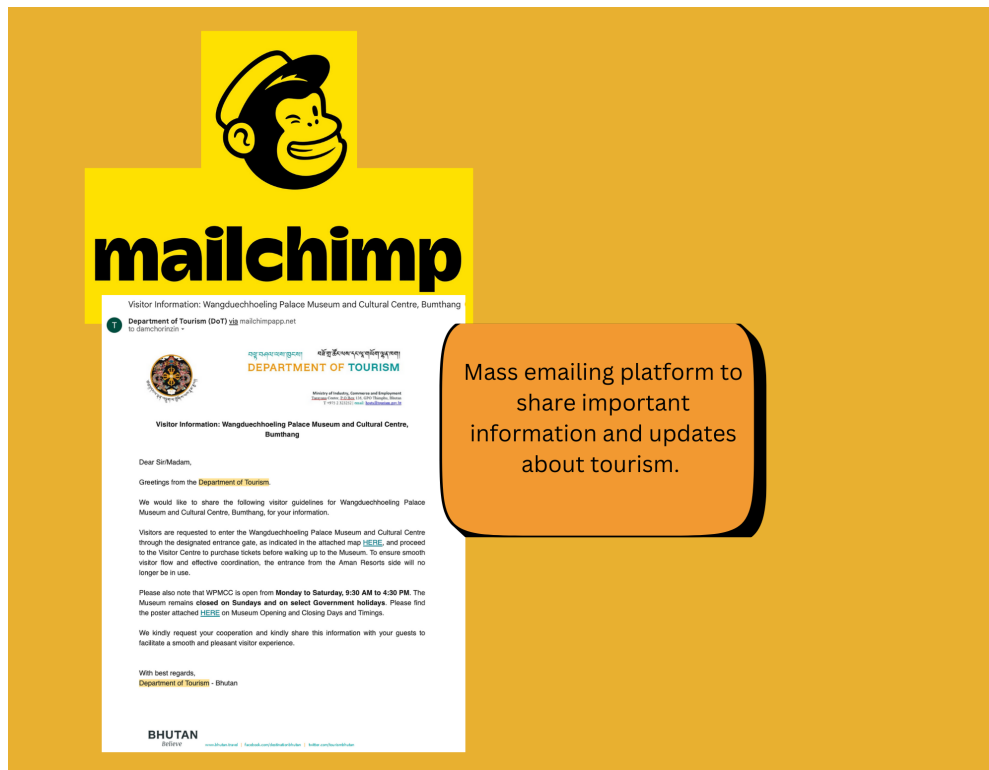 mailchimp
Visitor Information: Wangduechhoeling Palace Museum and Cultural Centre, Bumthang
T
Department of Tourism (DoT) via mailchimpapp.net
to damchorinzin
DEPARTMENT OF TOURISM
Ministry of Industry, Commerce and Employment
Visitor Information: Wangduechhoeling Palace Museum and Cultural Centre,
Bumthang
Dear Sir/Madam,
Greetings from the Department of Tourism.
We would like to share the following visitor guidelines for Wangduechhoeling Palace
Museum and Cultural Centre, Bumthang, for your information.
Visitors are requested to enter the Wangduechhoeling Palace Museum and Cultural Centre
through the designated entrance gate, as indicated in the attached map HERE, and proceed
to the Visitor Centre to purchase tickets before walking up to the Museum. To ensure smooth
visitor flow and effective coordination, the entrance from the Aman Resorts side will no
longer be in use.
Please also note that WPMCC is open from Monday to Saturday, 9:30 AM to 4:30 PM. The
Museum remains closed on Sundays and on select Government holidays. Please find
the poster attached HERE on Museum Opening and Closing Days and Timings.
We kindly request your cooperation and kindly share this information with your guests to
facilitate a smooth and pleasant visitor experience.
With best regards,
Department of Tourism - Bhutan
BHUTAN
Believe
www.bhutan.travel | facebook.com/destinationbhutan | twitter.com/tourismbhutan
Mass emailing platform to
share important
information and updates
about tourism.